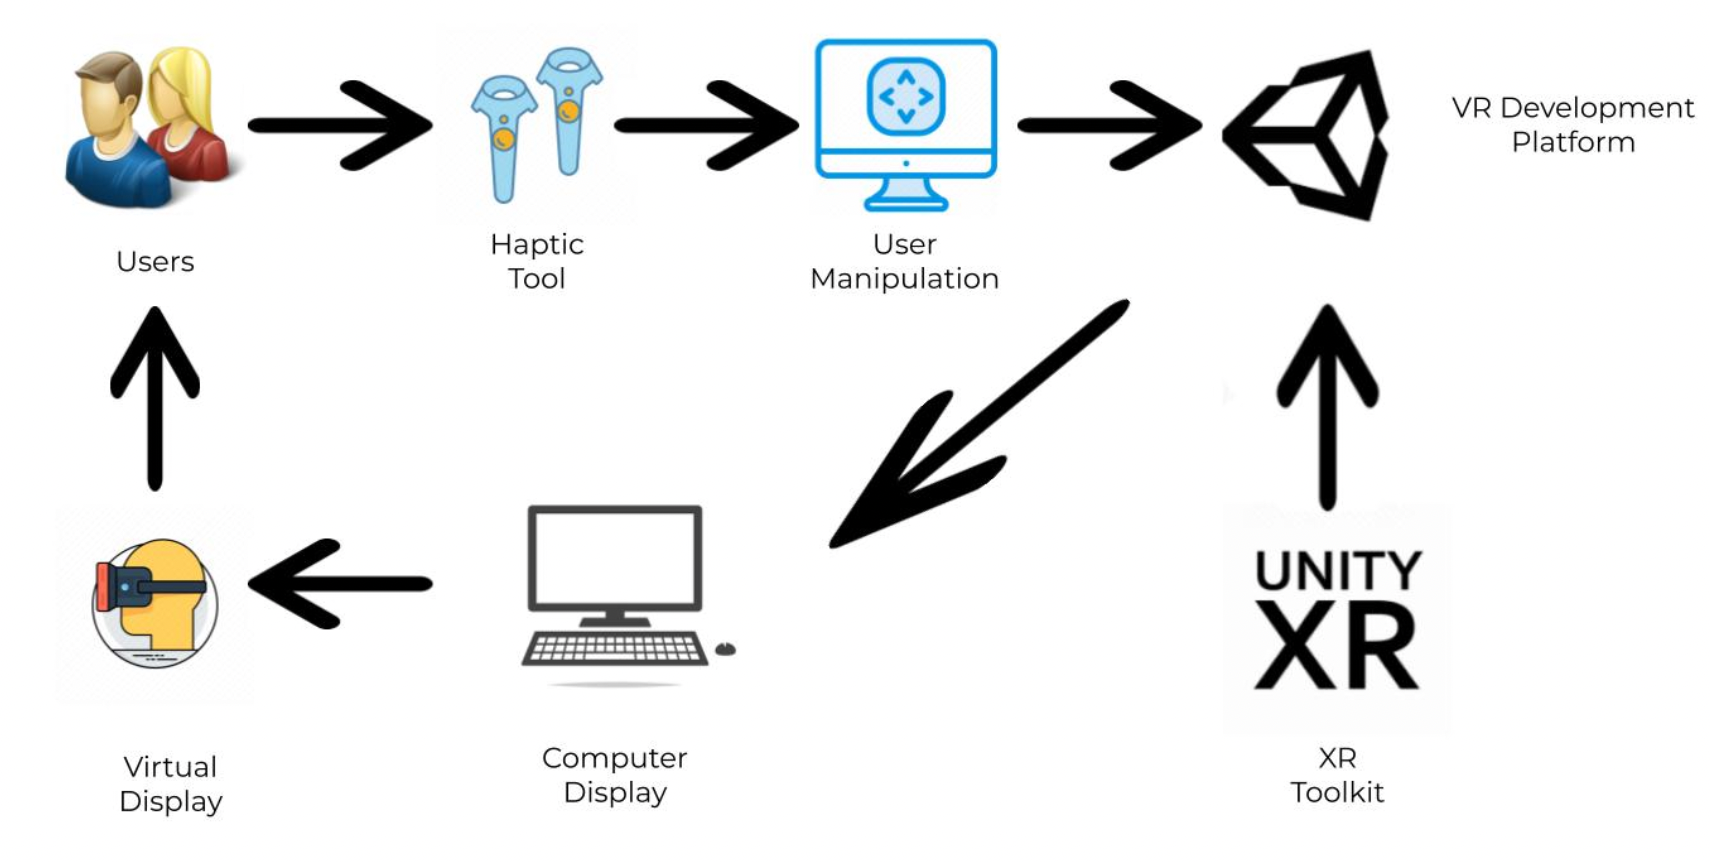 VR Development
Platform
Users
Haptic
Tool
User
Manipulation
UNITY
XR
Virtual
Display
Computer
Display
XR
Toolkit